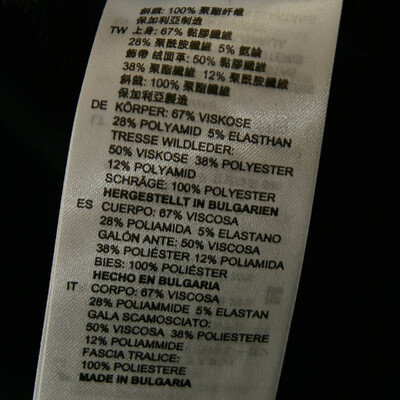 斜裁: 100% 聚酯纤维
保加利亚制造
TW 上身: 67% 黏膠纖維
28% 聚酰胺纖維 5% 氨綸
飾帶 絨面革: 50% 黏膠纖維
38% 聚酯纖維 12% 聚酰胺纖維
斜裁: 100% 聚酯纖維
保加利亞製造
DE KÖRPER: 67% VISKOSE
28% POLYAMID 5% ELASTHAN
TRESSE WILDLEDER:
50% VISKOSE 38% POLYESTER
12% POLYAMID
SCHRÄGE: 100% POLYESTER
HERGESTELLT IN BULGARIEN
ES CUERPO: 67% VISCOSA
28% POLIAMIDA 5% ELASTANO
GALÓN ANTE: 50% VISCOSA
38% POLIÉSTER 12% POLIAMIDA
BIES: 100% POLIÉSTER
HECHO EN BULGARIA
IT CORPO: 67% VISCOSA
28% POLIAMMIDE 5% ELASTAN
GALA SCAMOSCIATO:
50% VISCOSA 38% POLIESTERE
12% POLIAMMIDE
FASCIA TRALICE:
100% POLIESTERE
MADE IN BULGARIA